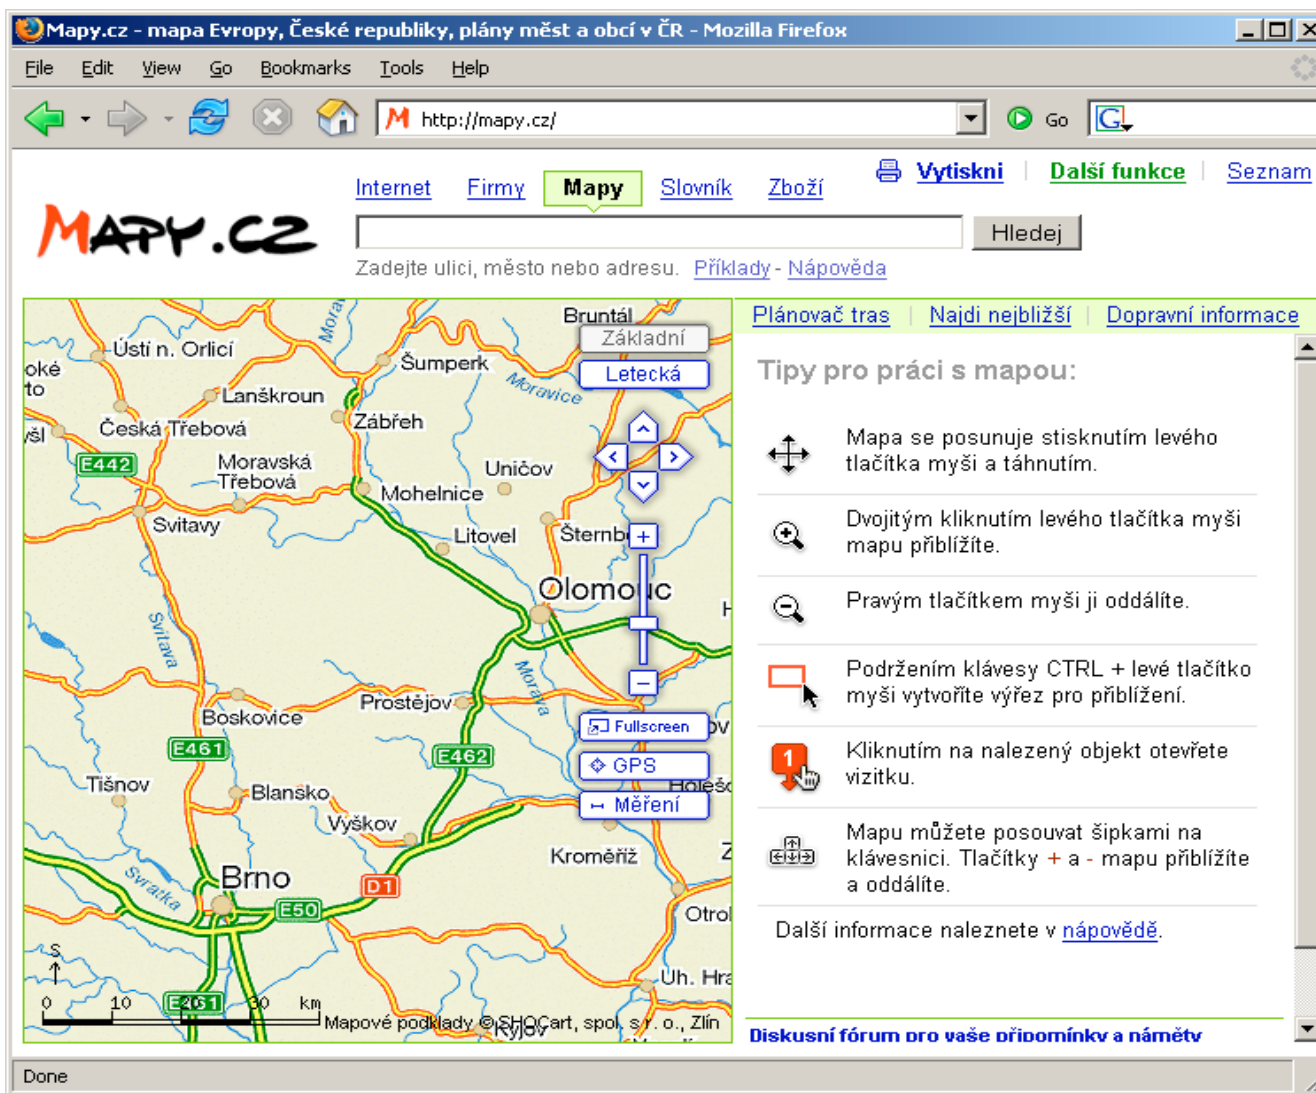 Mapy.cz - mapa Evropy, České republiky, plány měst a obcí v ČR - Mozilla Firefox
File Edit View Go Bookmarks Tools Help
http://mapy.cz/ Go G
Vytiskni | Další funkce | Seznam
Internet Firmy Mapy Slovník Zboží
MAPY.CZ
Hledej
Zadejte ulici, město nebo adresu. Příklady - Nápověda
Plánovač tras | Najdi nejbližší | Dopravní informace
Bruntál
Základní
Letecká
Ústí n. Orlicí
Šumperk
Moravice
Lanškroun
Zábřeh
Česká Třebová
E442
Moravská
Třebová
Uničov
Mohelnice
Svitavy
Litovel
Olomouc
Svitava
Morava
Prostějov
Boskovice
Fullscreen
E461
E462
GPS
Tišnov
Blansko
Měření
Vyškov
Kroměříž
Brno
D1
Svratka
E50
S
0 10 20 30 km
E461
Mapové podklady © SHOCart, spol. s r. o., Zlín
Kyjov
Tipy pro práci s mapou:
Mapa se posunuje stisknutím levého
tlačítka myši a táhnutím.
Dvojitým kliknutím levého tlačítka myši
mapu přiblížíte.
Pravým tlačítkem myši ji oddálíte.
Podržením klávesy CTRL + levé tlačítko
myši vytvoříte výřez pro přiblížení.
1
Kliknutím na nalezený objekt otevřete
vizitku.
Mapu můžete posouvat šipkami na
klávesnici. Tlačítky + a - mapu přiblížíte
a oddálíte.
Další informace naleznete v nápovědě.
Diskusní fórum pro vaše připomínky a náměty
Done